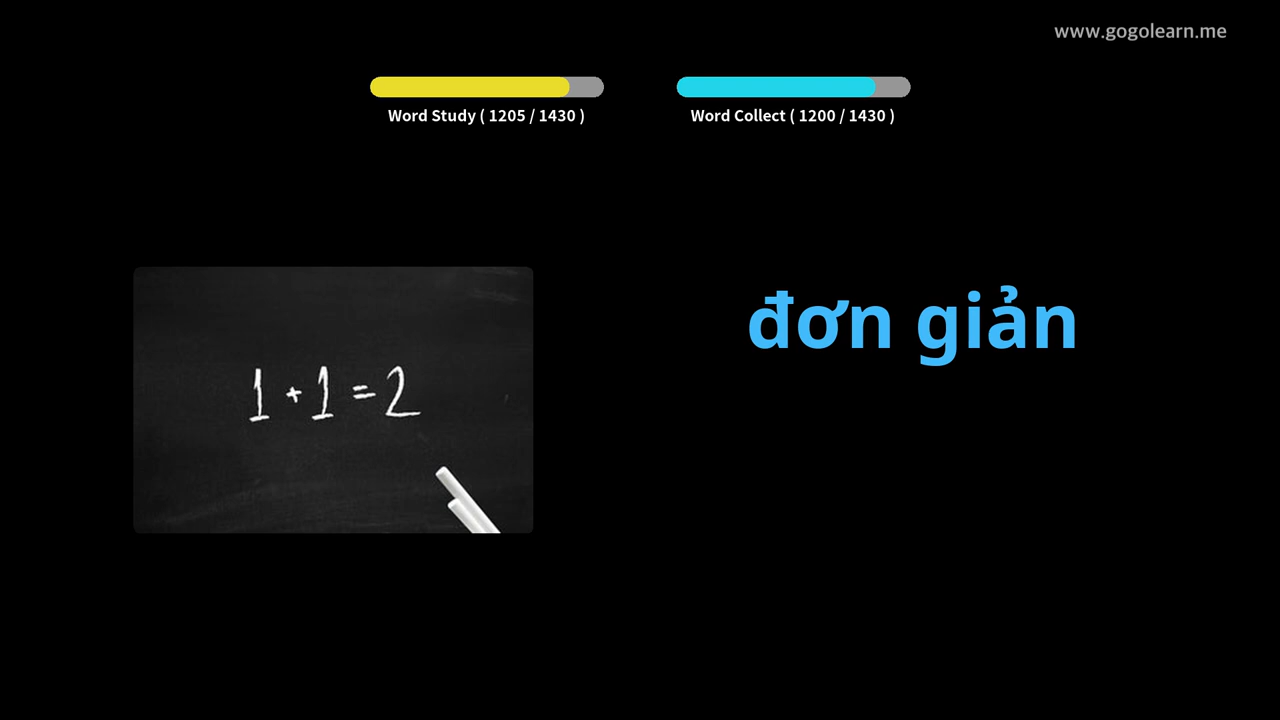 www.gogolearn.me
Word Study ( 1205 / 1430 )
Word Collect ( 1200 / 1430 )
đơn giản
1 + 1 = 2